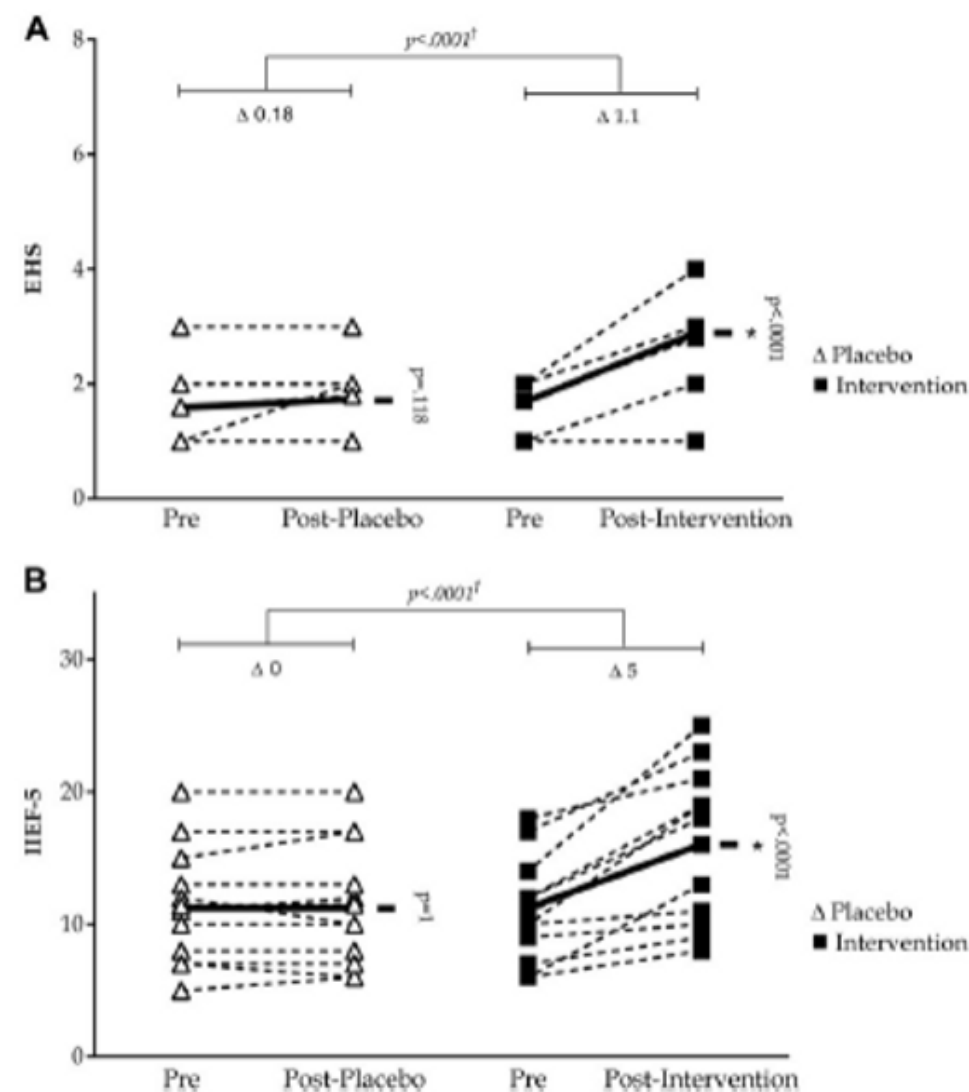 A
8
p<.0001†
Δ 0.18
Δ 1.1
6
EHS
4
p<.0001
*
Δ Placebo
■ Intervention
2
p=.118
0
Pre
Post-Placebo
Pre
Post-Intervention
B
p<.0001†
30
Δ 0
Δ 5
20
IIEF-5
p<.0001
*
p=1
Δ Placebo
■ Intervention
10
0
Pre
Post-Placebo
Pre
Post-Intervention